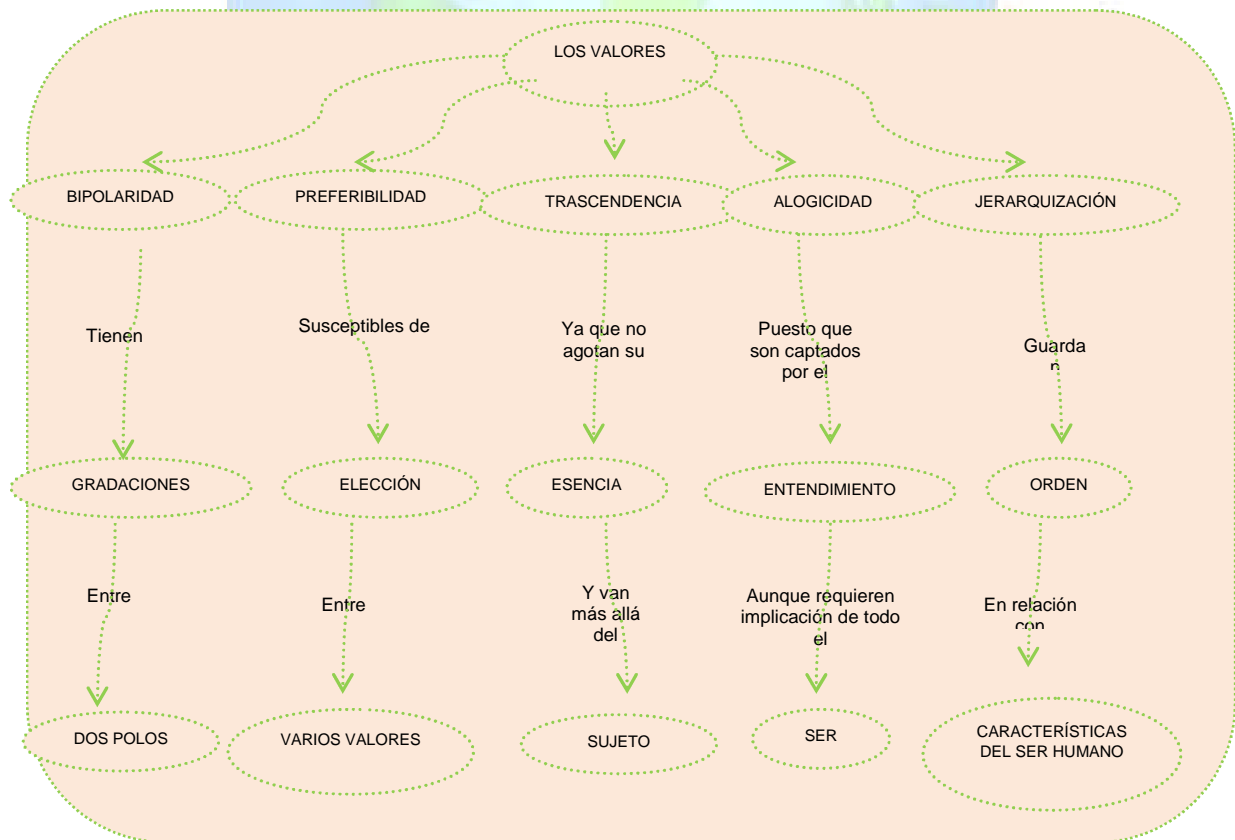 LOS VALORES
BIPOLARIDAD
PREFERIBILIDAD
TRASCENDENCIA
ALOGICIDAD
JERARQUIZACIÓN
Tienen
Susceptibles de
Ya que no
agotan su
Puesto que
son captados
por el
Guarda
n
GRADACIONES
ELECCIÓN
ESENCIA
ENTENDIMIENTO
ORDEN
Entre
Entre
Y van
más allá
del
Aunque requieren
implicación de todo
el
En relación
con
DOS POLOS
VARIOS VALORES
SUJETO
SER
CARACTERÍSTICAS
DEL SER HUMANO